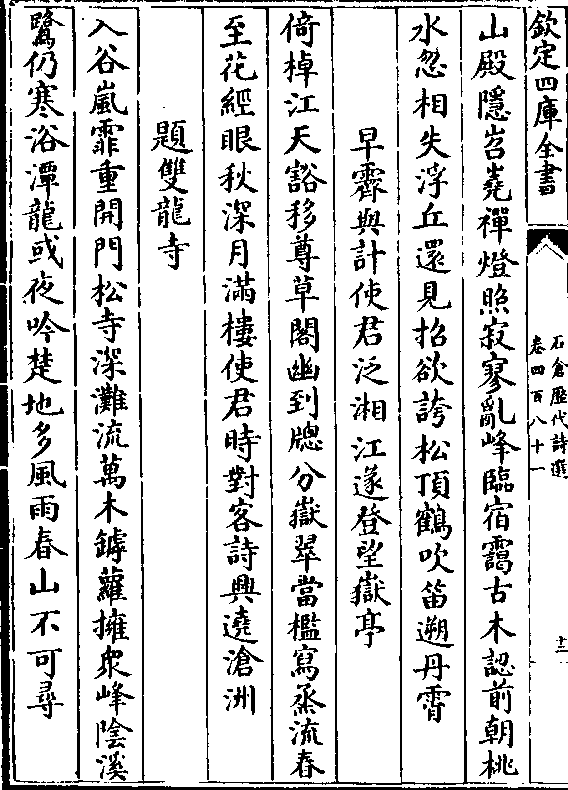 欽定四庫全書
石倉歷代詩選
卷四百八十一
十二
山殿隱岧嶤禪燈照寂寥亂峰臨宿靄古木認前朝桃
水忽相失浮丘還見招欲誇松頂鶴吹笛遡丹霄
早霽與計使君泛湘江遂登望嶽亭
倚棹江天豁移尊草閣幽到牕分嶽翠當檻寫蒸流春
至花經眼秋深月滿樓使君時對客詩興遶滄洲
題雙龍寺
入谷嵐霏重開門松寺深灘流萬木罅蘿擁衆峰陰溪
鷺仍寒浴潭龍或夜吟楚地多風雨春山不可尋